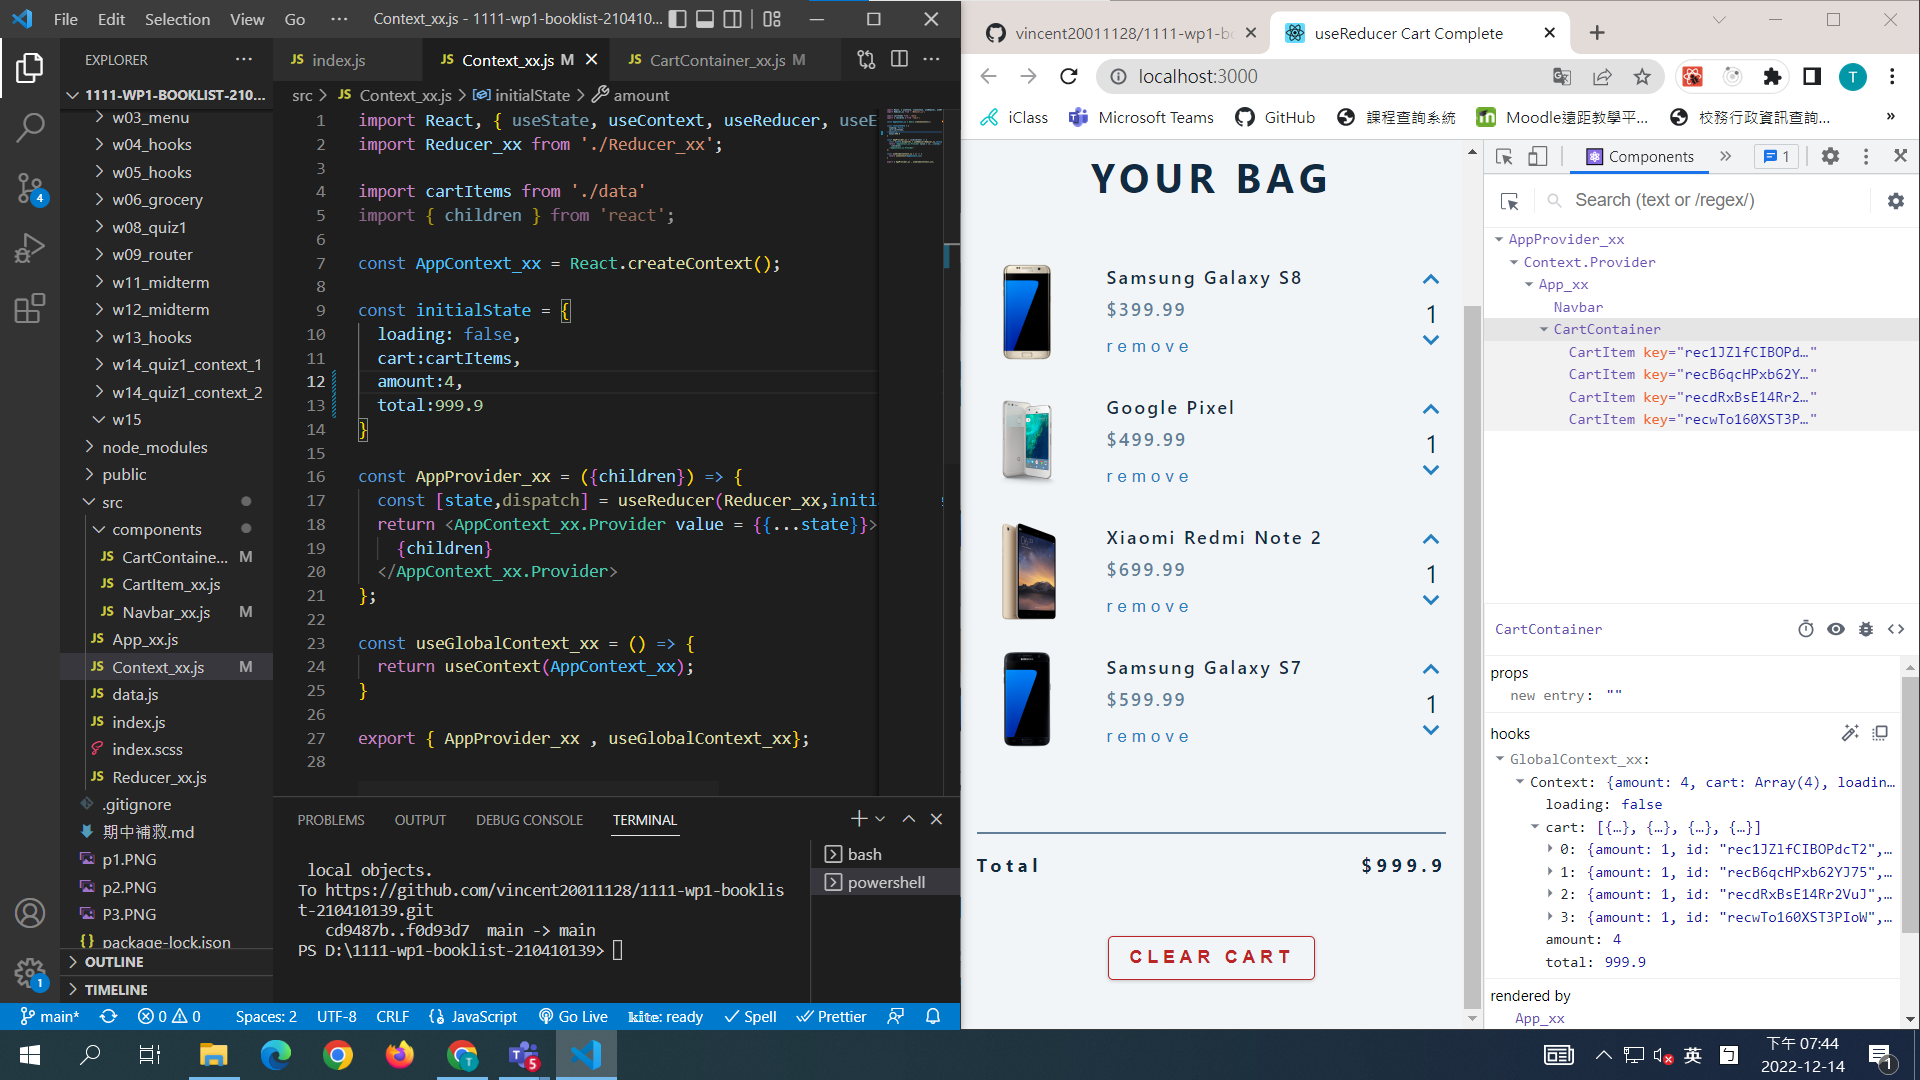 File Edit Selection View Go ··· Context_xx.js - 1111-wp1-booklist-210410...
EXPLORER
1111-WP1-BOOKLIST-210...
w03_menu
w04_hooks
w05_hooks
w06_grocery
w08_quiz1
w09_router
w11_midterm
w12_midterm
w13_hooks
w14_quiz1_context_1
w14_quiz1_context_2
w15
node_modules
public
src
components
JS CartContaine... M
JS CartItem_xx.js
JS Navbar_xx.js M
JS App_xx.js
JS Context_xx.js M
JS data.js
JS index.js
index.scss
JS Reducer_xx.js
.gitignore
期中補救.md
p1.PNG
p2.PNG
P3.PNG
{} package-lock.json
OUTLINE
TIMELINE
4
1
JS index.js JS Context_xx.js M JS CartContainer_xx.js M
src > JS Context_xx.js > initialState > amount
1 import React, { useState, useContext, useReducer, useE
2 import Reducer_xx from './Reducer_xx';
3
4 import cartItems from './data'
5 import { children } from 'react';
6
7 const AppContext_xx = React.createContext();
8
9 const initialState = {
10 loading: false,
11 cart:cartItems,
12 amount:4,
13 total:999.9
14 }
15
16 const AppProvider_xx = ({children}) => {
17 const [state,dispatch] = useReducer(Reducer_xx,initi
18 return <AppContext_xx.Provider value = {{...state}}>
19 {children}
20 </AppContext_xx.Provider>
21 };
22
23 const useGlobalContext_xx = () => {
24 return useContext(AppContext_xx);
25 }
26
27 export { AppProvider_xx , useGlobalContext_xx};
28
PROBLEMS OUTPUT DEBUG CONSOLE TERMINAL
local objects.
To https://github.com/vincent20011128/1111-wp1-booklis
t-210410139.git
cd9487b..f0d93d7 main -> main
PS D:\1111-wp1-booklist-210410139>
bash
powershell
main* 0 0 Spaces: 2 UTF-8 CRLF JavaScript Go Live kite: ready Spell Prettier
vincent20011128/1111-wp1-b useReducer Cart Complete
localhost:3000
T
iClass Microsoft Teams GitHub 課程查詢系統 Moodle遠距教學平... 校務行政資訊查詢... »
YOUR BAG
Samsung Galaxy S8
$399.99
remove
1
Google Pixel
$499.99
remove
1
Xiaomi Redmi Note 2
$699.99
remove
1
Samsung Galaxy S7
$599.99
remove
1
Total $999.9
CLEAR CART
Components » 1
Search (text or /regex/)
AppProvider_xx
Context.Provider
App_xx
Navbar
CartContainer
CartItem key="rec1JZlfCIBOPd…"
CartItem key="recB6qcHPxb62Y…"
CartItem key="recdRxBsE14Rr2…"
CartItem key="recwTo160XST3P…"
CartContainer
props
new entry: ""
hooks
GlobalContext_xx:
Context: {amount: 4, cart: Array(4), loadin…
loading: false
cart: [{…}, {…}, {…}, {…}]
0: {amount: 1, id: "rec1JZlfCIBOPdcT2",…
1: {amount: 1, id: "recB6qcHPxb62YJ75",…
2: {amount: 1, id: "recdRxBsE14Rr2VuJ",…
3: {amount: 1, id: "recwTo160XST3PIoW",…
amount: 4
total: 999.9
rendered by
App_xx
T
5
英
下午 07:44
2022-12-14
1